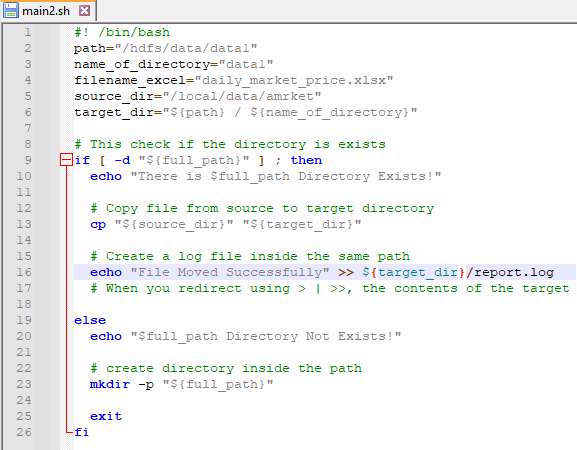 main2.sh
1 #! /bin/bash
2 path="/hdfs/data/data1"
3 name_of_directory="data1"
4 filename_excel="daily_market_price.xlsx"
5 source_dir="/local/data/amrket"
6 target_dir="${path} / ${name_of_directory}"
7
8 # This check if the directory is exists
9 if [ -d "${full_path}" ] ; then
10 echo "There is $full_path Directory Exists!"
11
12 # Copy file from source to target directory
13 cp "${source_dir}" "${target_dir}"
14
15 # Create a log file inside the same path
16 echo "File Moved Successfully" >> ${target_dir}/report.log
17 # When you redirect using > | >>, the contents of the target
18
19 else
20 echo "$full_path Directory Not Exists!"
21
22 # create directory inside the path
23 mkdir -p "${full_path}"
24
25 exit
26 fi